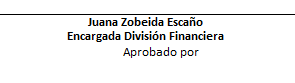 Juana Zobeida Escaño
Encargada División Financiera
Aprobado por